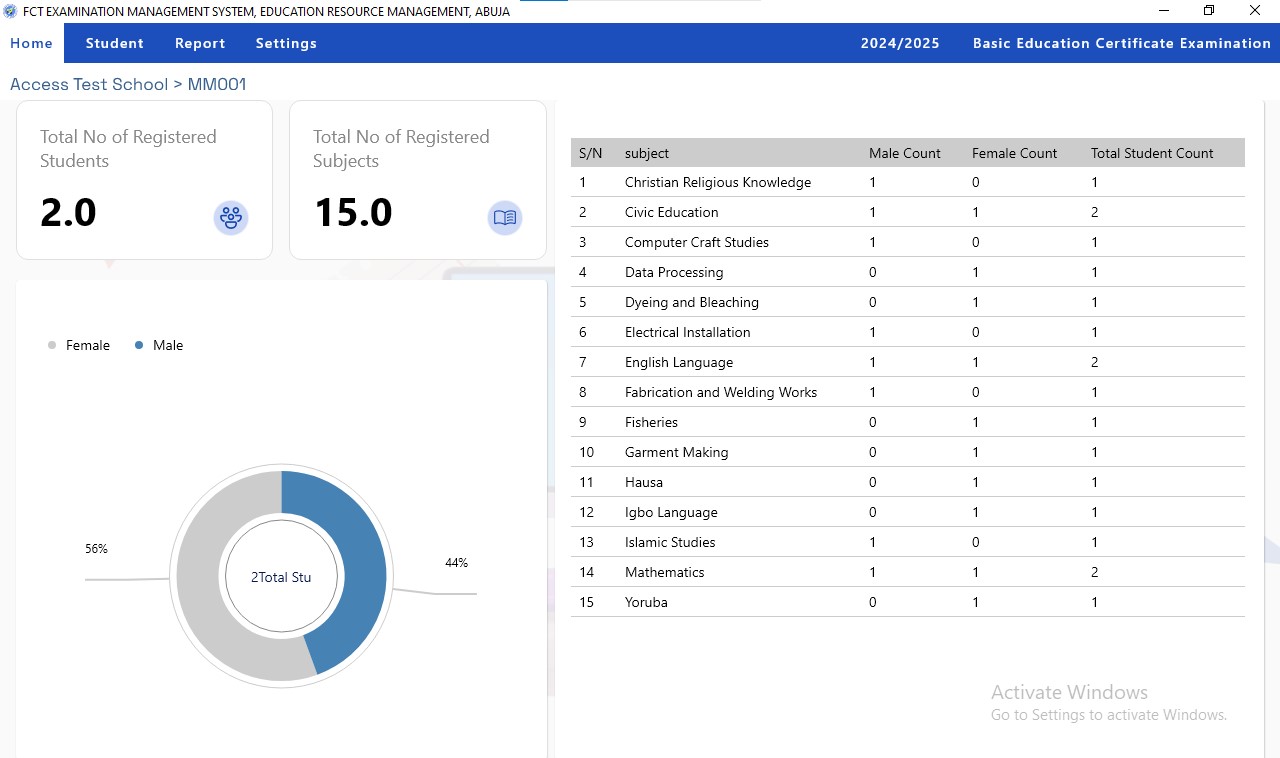 FCT EXAMINATION MANAGEMENT SYSTEM, EDUCATION RESOURCE MANAGEMENT, ABUJA
Home Student Report Settings 2024/2025 Basic Education Certificate Examination
Access Test School > MM001
Total No of Registered
Students
2.0
Total No of Registered
Subjects
15.0
Female Male
56%
44%
2Total Stu
S/N subject Male Count Female Count Total Student Count
1 Christian Religious Knowledge 1 0 1
2 Civic Education 1 1 2
3 Computer Craft Studies 1 0 1
4 Data Processing 0 1 1
5 Dyeing and Bleaching 0 1 1
6 Electrical Installation 1 0 1
7 English Language 1 1 2
8 Fabrication and Welding Works 1 0 1
9 Fisheries 0 1 1
10 Garment Making 0 1 1
11 Hausa 0 1 1
12 Igbo Language 0 1 1
13 Islamic Studies 1 0 1
14 Mathematics 1 1 2
15 Yoruba 0 1 1
Activate Windows
Go to Settings to activate Windows.